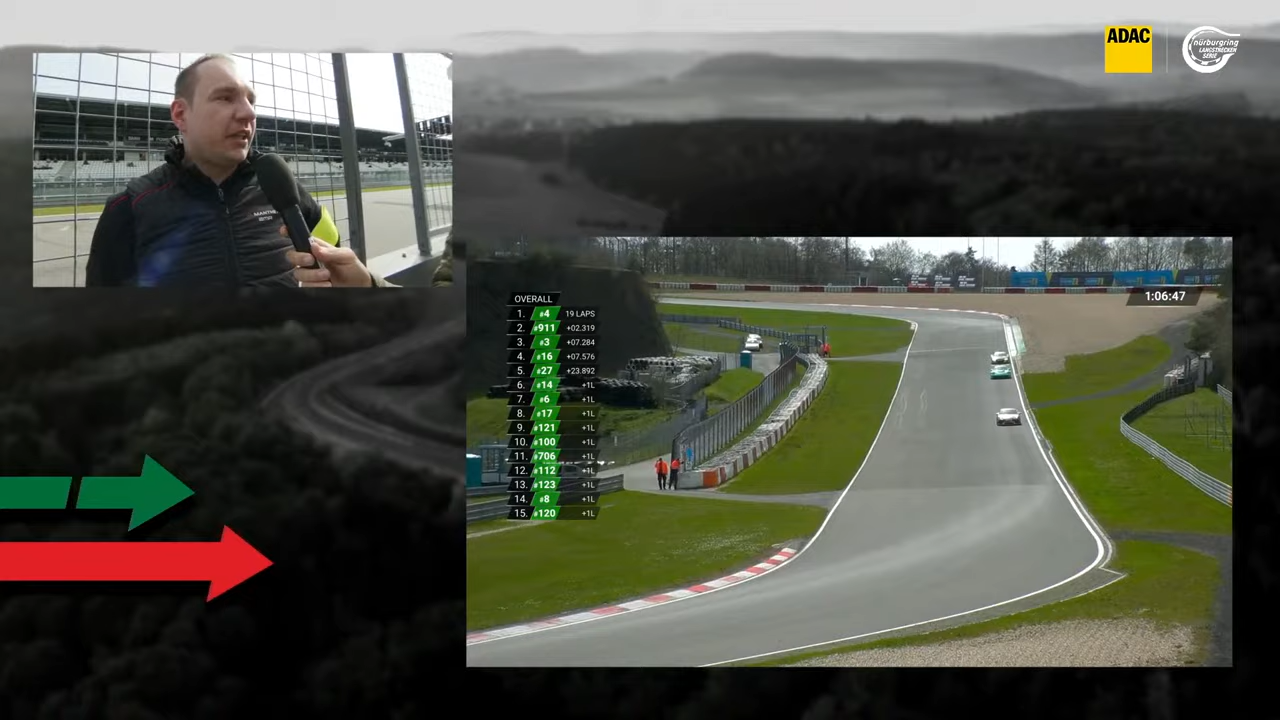 ADAC
nürburgring
LANGSTRECKEN
SERIE
1:06:47
OVERALL
1. #4 19 LAPS
2. #911 +02.319
3. #3 +07.284
4. #16 +07.576
5. #27 +23.892
6. #14 +1L
7. #6 +1L
8. #17 +1L
9. #121 +1L
10. #100 +1L
11. #706 +1L
12. #112 +1L
13. #123 +1L
14. #8 +1L
15. #120 +1L